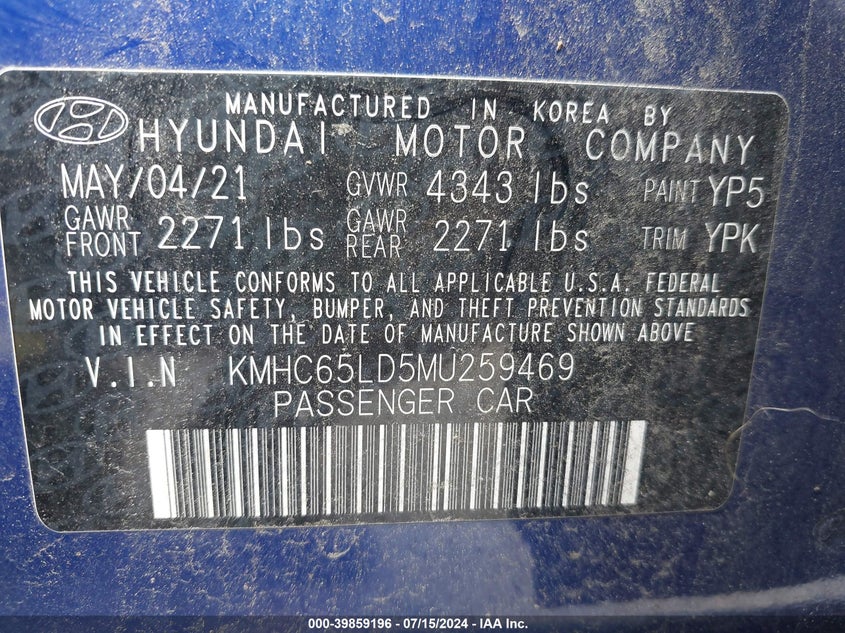 MANUFACTURED IN KOREA BY
HYUNDAI MOTOR COMPANY
MAY/04/21 GVWR 4343 lbs PAINT YP5
GAWR FRONT 2271 lbs GAWR REAR 2271 lbs TRIM YPK
THIS VEHICLE CONFORMS TO ALL APPLICABLE U.S.A. FEDERAL
MOTOR VEHICLE SAFETY, BUMPER, AND THEFT PREVENTION STANDARDS
IN EFFECT ON THE DATE OF MANUFACTURE SHOWN ABOVE
V.I.N KMHC65LD5MU259469
PASSENGER CAR
000-39859196 - 07/15/2024 - IAA Inc.